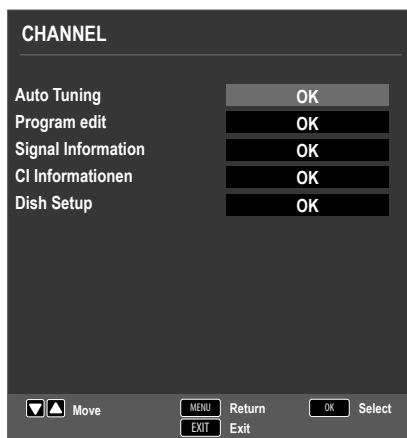 CHANNEL
Auto Tuning OK
Program edit OK
Signal Information OK
CI Informationen OK
Dish Setup OK
Move MENU Return OK Select
EXIT Exit